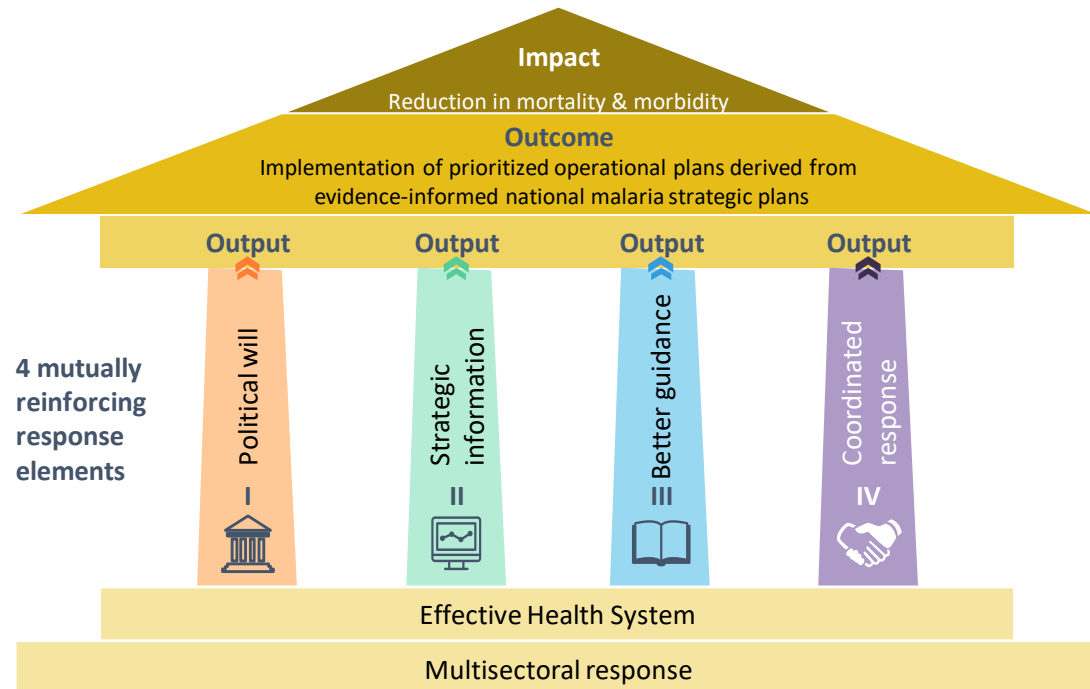 Impact
Reduction in mortality & morbidity
Outcome
Implementation of prioritized operational plans derived from
evidence-informed national malaria strategic plans
Output
Output
Output
Output
4 mutually
reinforcing
response
elements
Political will
I
Strategic
information
II
Better guidance
III
Coordinated
response
IV
Effective Health System
Multisectoral response